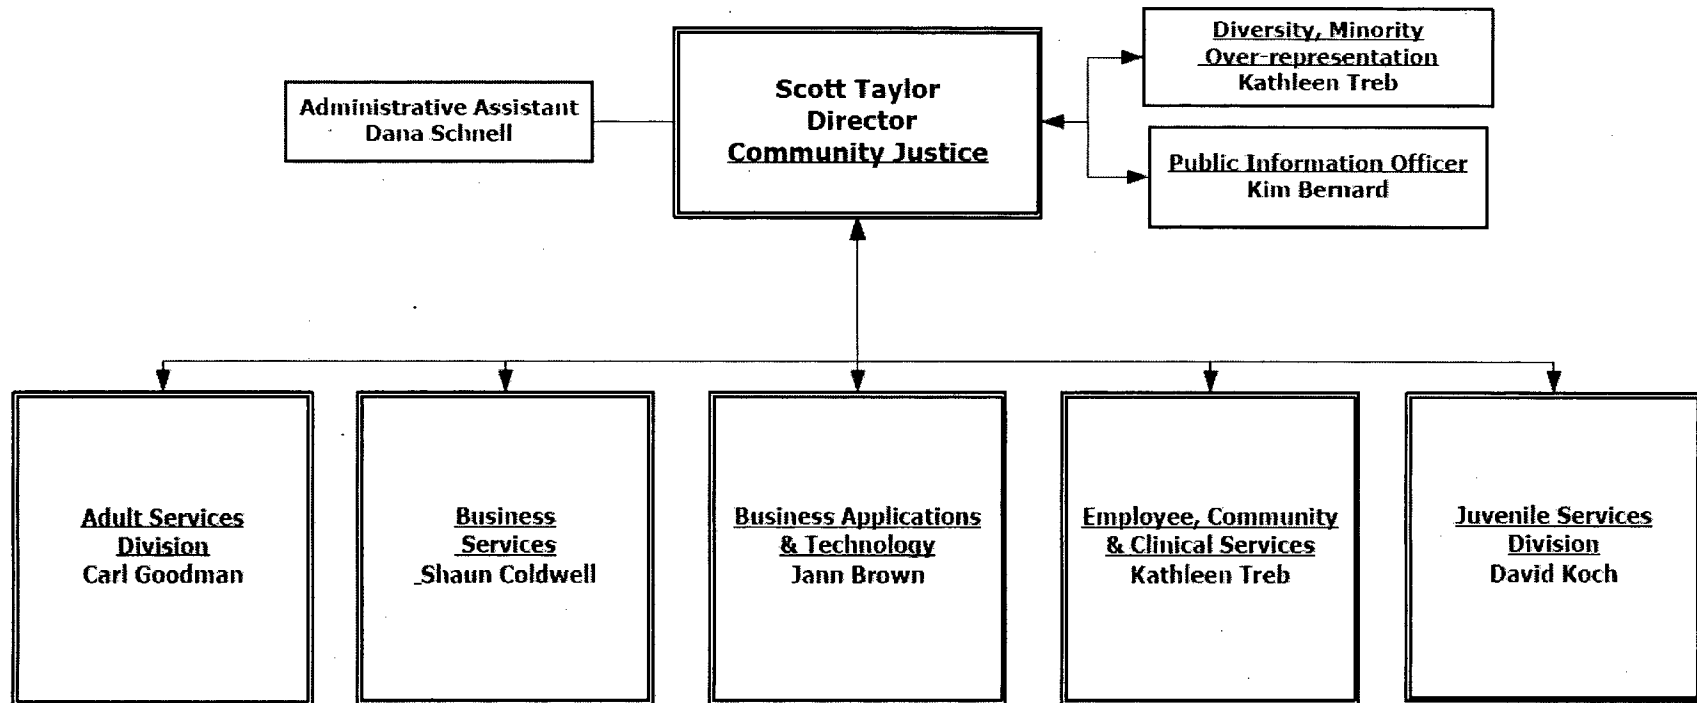 Diversity, Minority
Over-representation
Kathleen Treb
Administrative Assistant
Dana Schnell
Scott Taylor
Director
Community Justice
Public Information Officer
Kim Bernard
Adult Services
Division
Carl Goodman
Business
Services
Shaun Coldwell
Business Applications
& Technology
Jann Brown
Employee, Community
& Clinical Services
Kathleen Treb
Juvenile Services
Division
David Koch